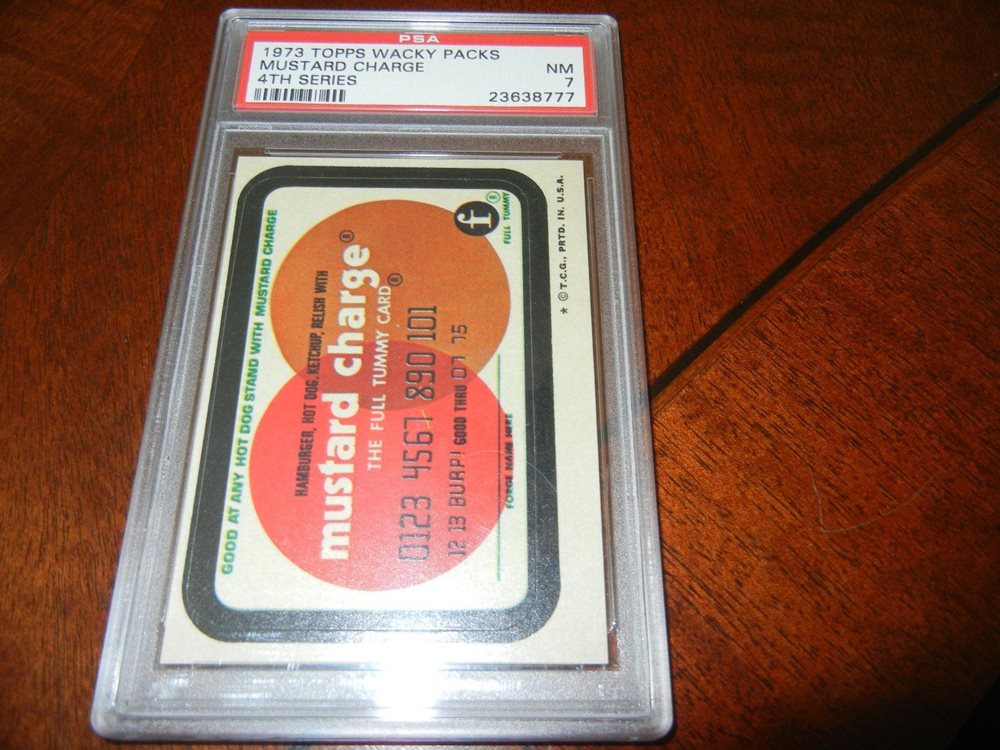 PSA
1973 TOPPS WACKY PACKS
MUSTARD CHARGE
NM
4TH SERIES
7
23638777
GOOD AT ANY HOT DOG STAND WITH MUSTARD CHARGE
HAMBURGER, HOT DOG, KETCHUP, RELISH WITH
mustard charge®
THE FULL TUMMY CARD®
0123 4567 890 101
12 13 BURP! GOOD THRU 07 75
f®
FULL TUMMY
FORGE NAME HERE
* © T.C.G., PRTD. IN. U.S.A.